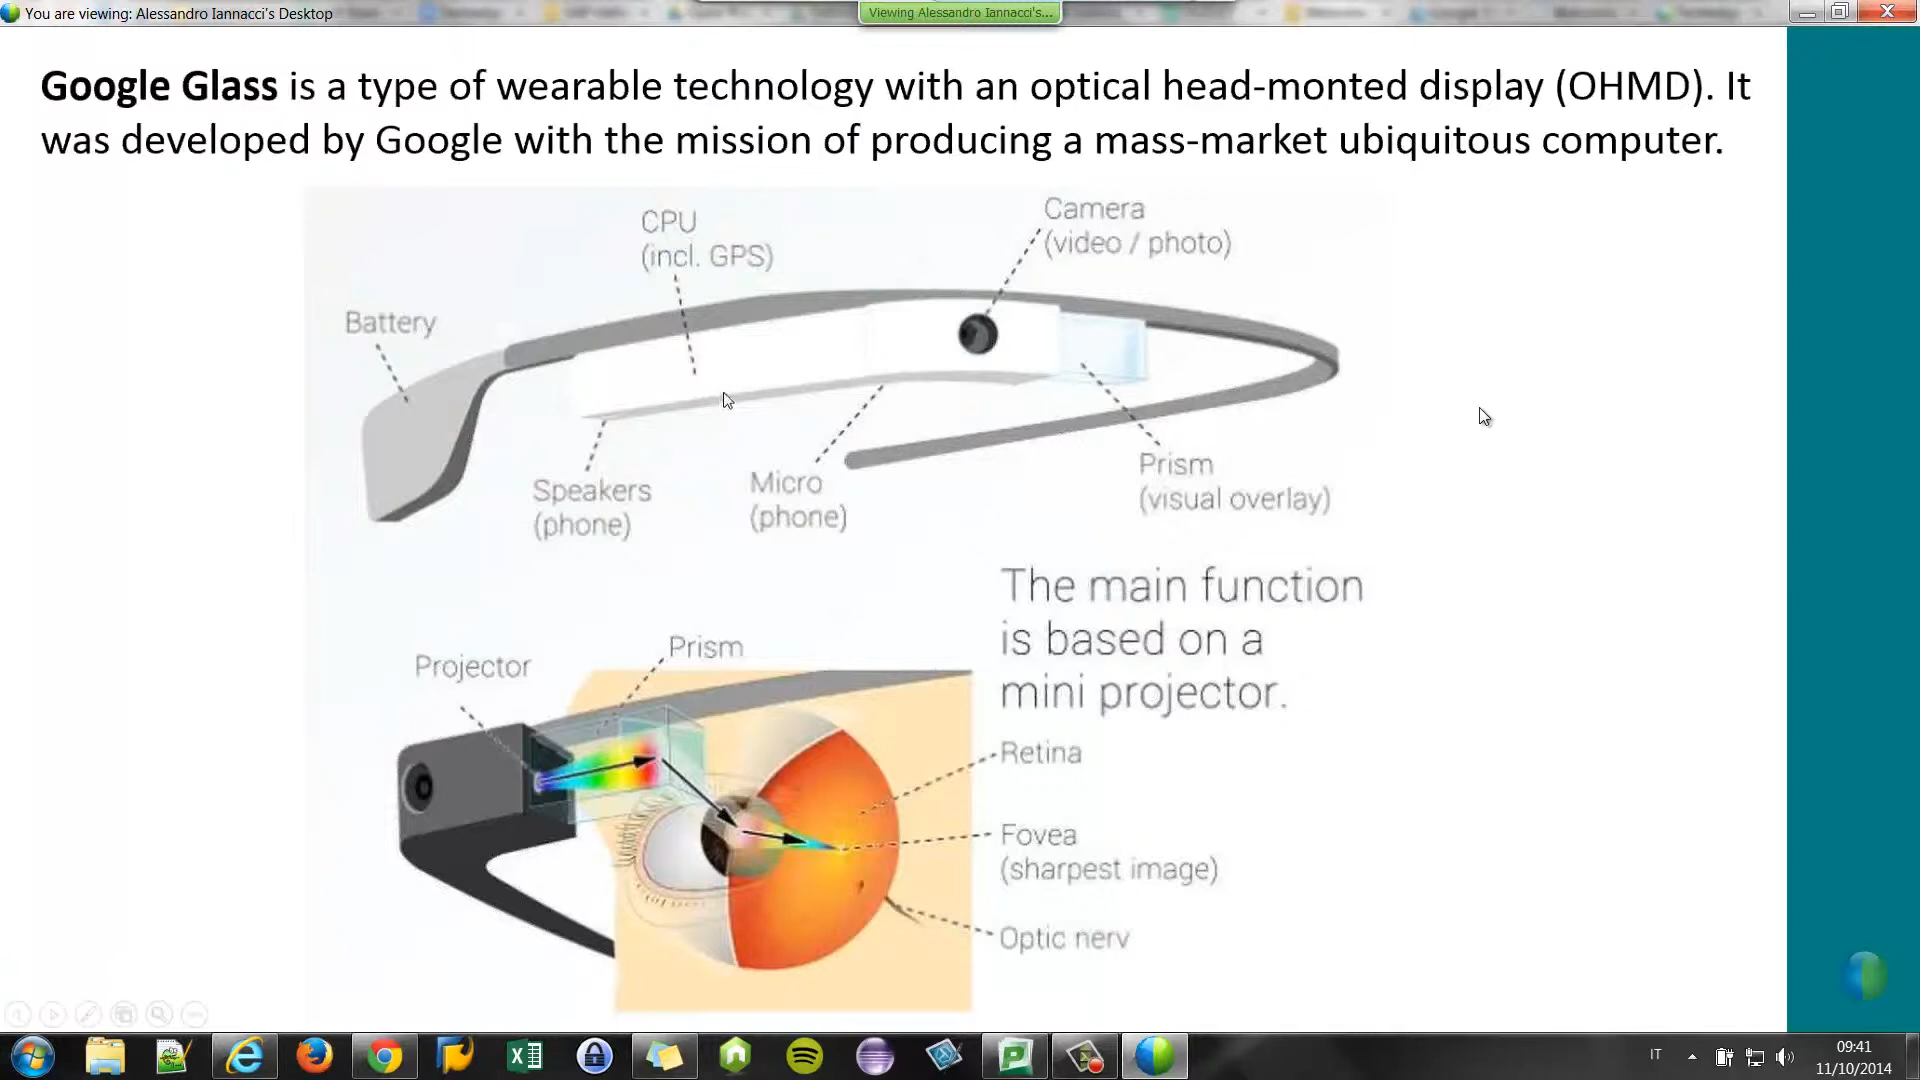 You are viewing: Alessandro Iannacci's Desktop
Viewing Alessandro Iannacci's...
Google Glass is a type of wearable technology with an optical head-monted display (OHMD). It
was developed by Google with the mission of producing a mass-market ubiquitous computer.
CPU
(incl. GPS)
Camera
(video / photo)
Battery
Speakers
(phone)
Micro
(phone)
Prism
(visual overlay)
The main function
is based on a
mini projector.
Projector
Prism
Retina
Fovea
(sharpest image)
Optic nerv
IT
09:41
11/10/2014